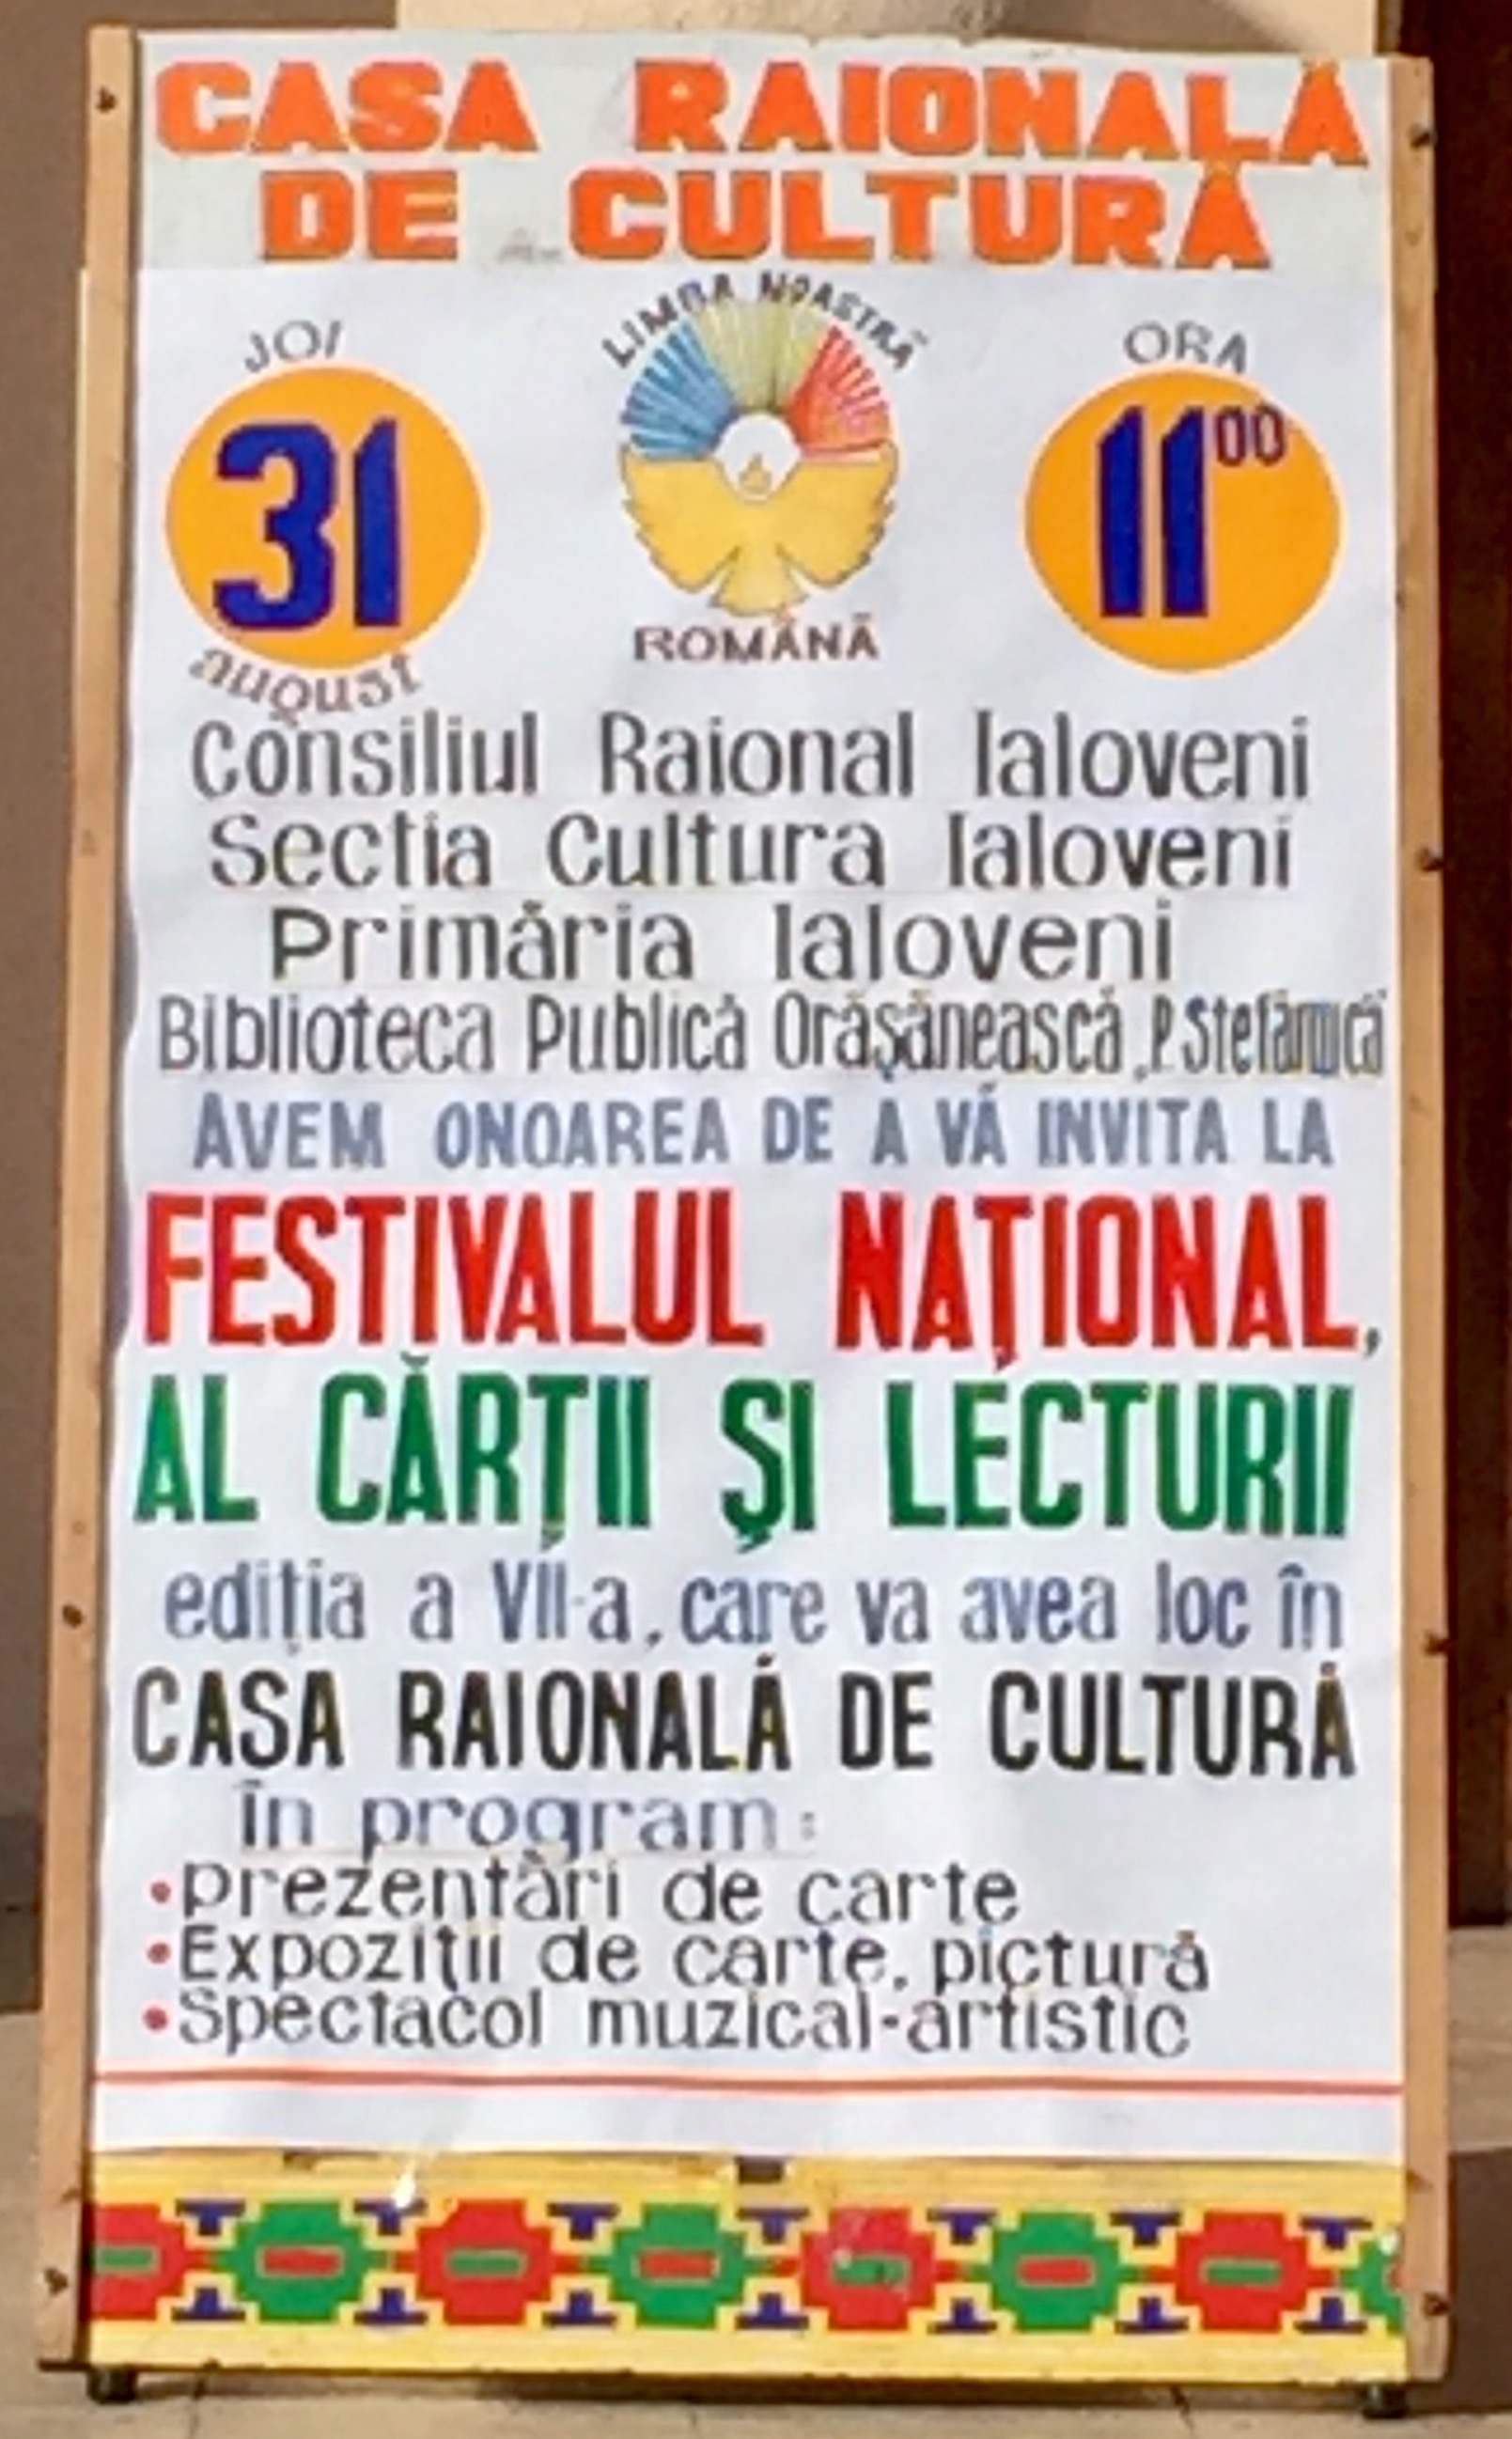 CASA RAIONALĂ
DE CULTURĂ
JOI
31
august
LIMBA NOASTRĂ
ROMÂNĂ
ORA
11 00
Consiliul Raional Ialoveni
Sectia Cultura Ialoveni
Primăria Ialoveni
Biblioteca Publică Orășănească „P. Stefănucă”
AVEM ONOAREA DE A VĂ INVITA LA
FESTIVALUL NAȚIONAL,
AL CĂRȚII ȘI LECTURII
ediția a VII-a, care va avea loc în
CASA RAIONALĂ DE CULTURĂ
În program:
•Prezentări de carte
•Expoziții de carte, pictură
•Spectacol muzical-artistic